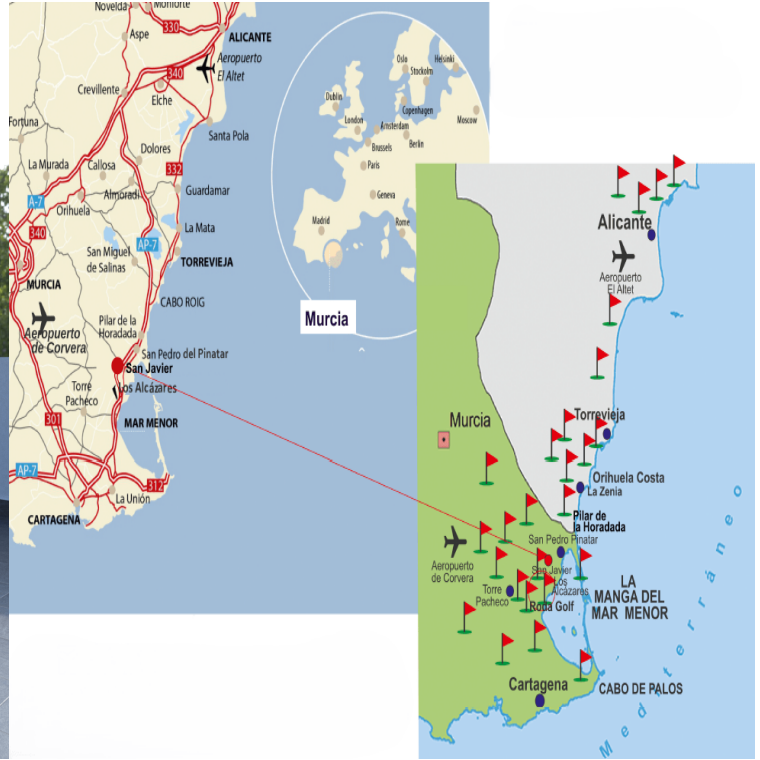 Novelda
Monforte
330
Aspe
ALICANTE
Aeropuerto
El Altet
340
Crevillente
Elche
Fortuna
Santa Pola
Dolores
La Murada
Callosa
332
A-7
Almoradí
Guardamar
Orihuela
340
La Mata
AP-7
San Miguel
de Salinas
TORREVIEJA
MURCIA
CABO ROIG
Aeropuerto
de Corvera
Pilar de la
Horadada
San Pedro del Pinatar
San Javier
Los Alcázares
Torre
Pacheco
301
MAR MENOR
AP-7
312
La Unión
CARTAGENA
Oslo
Helsinki
Stockolm
Dublin
Copenhagen
London
Moscow
Amsterdam
Berlin
Brussels
Paris
Geneva
Madrid
Rome
Murcia
Alicante
Aeropuerto
El Altet
Torrevieja
Murcia
Orihuela Costa
La Zenia
Pilar de
la Horadada
San Pedro Pinatar
Aeropuerto
de Corvera
San Javier
Los
Alcázares
Torre
Pacheco
Roda Golf
LA
MANGA DEL
MAR MENOR
Cartagena
CABO DE PALOS
Mediterráneo